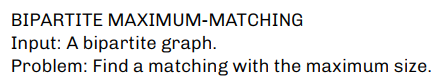 BIPARTITE MAXIMUM-MATCHING
Input: A bipartite graph.
Problem: Find a matching with the maximum size.